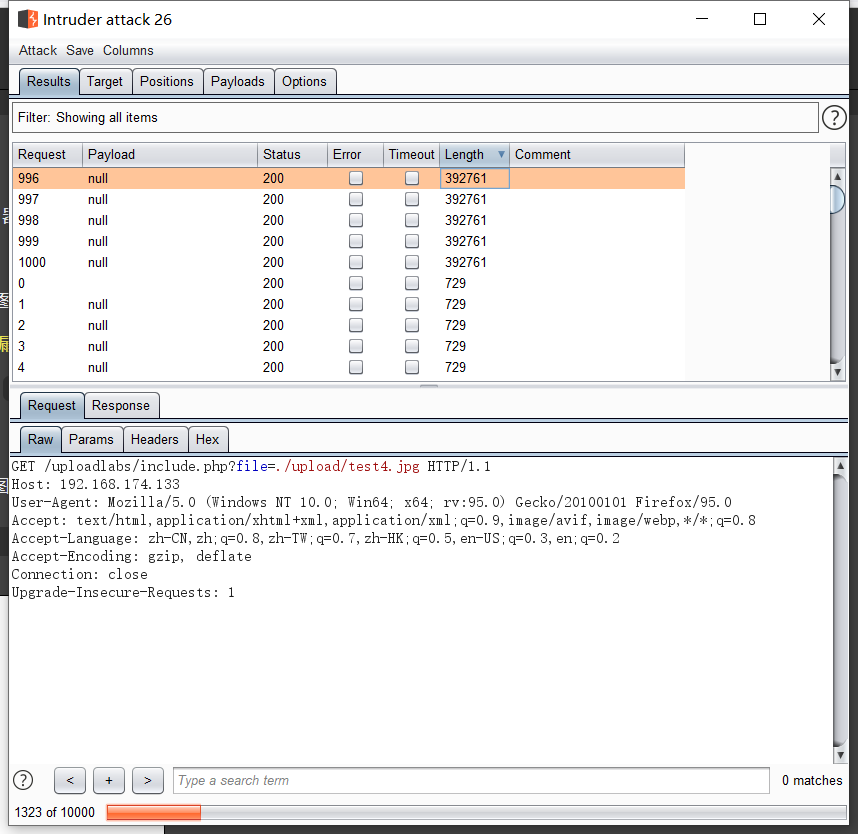 Intruder attack 26
Attack Save Columns
Results Target Positions Payloads Options
Filter: Showing all items
?
Request Payload Status Error Timeout Length Comment
996 null 200 392761
997 null 200 392761
998 null 200 392761
999 null 200 392761
1000 null 200 392761
0 200 729
1 null 200 729
2 null 200 729
3 null 200 729
4 null 200 729
Request Response
Raw Params Headers Hex
GET /uploadlabs/include.php?file=./upload/test4.jpg HTTP/1.1
Host: 192.168.174.133
User-Agent: Mozilla/5.0 (Windows NT 10.0; Win64; x64; rv:95.0) Gecko/20100101 Firefox/95.0
Accept: text/html,application/xhtml+xml,application/xml;q=0.9,image/avif,image/webp,*/*;q=0.8
Accept-Language: zh-CN,zh;q=0.8,zh-TW;q=0.7,zh-HK;q=0.5,en-US;q=0.3,en;q=0.2
Accept-Encoding: gzip, deflate
Connection: close
Upgrade-Insecure-Requests: 1
? < + > Type a search term 0 matches
1323 of 10000